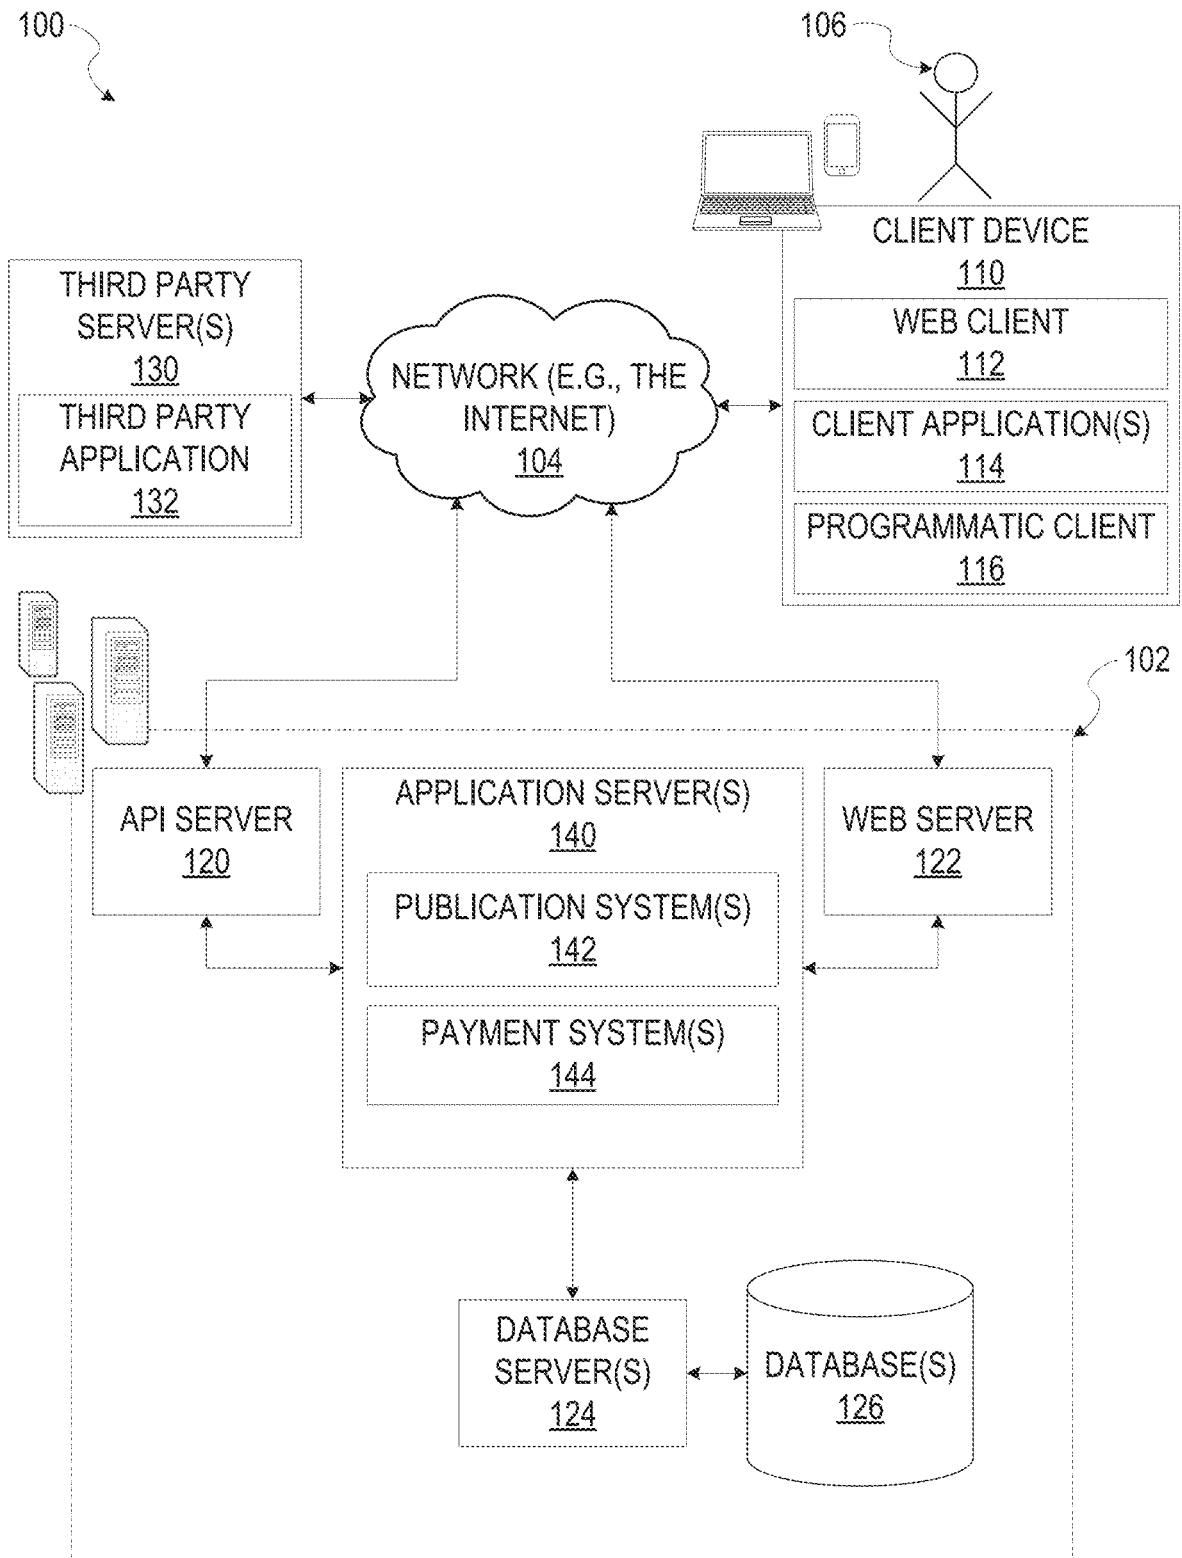 100
106
CLIENT DEVICE
110
WEB CLIENT
112
CLIENT APPLICATION(S)
114
PROGRAMMATIC CLIENT
116
THIRD PARTY
SERVER(S)
130
THIRD PARTY
APPLICATION
132
NETWORK (E.G., THE
INTERNET)
104
102
API SERVER
120
APPLICATION SERVER(S)
140
PUBLICATION SYSTEM(S)
142
PAYMENT SYSTEM(S)
144
WEB SERVER
122
DATABASE
SERVER(S)
124
DATABASE(S)
126